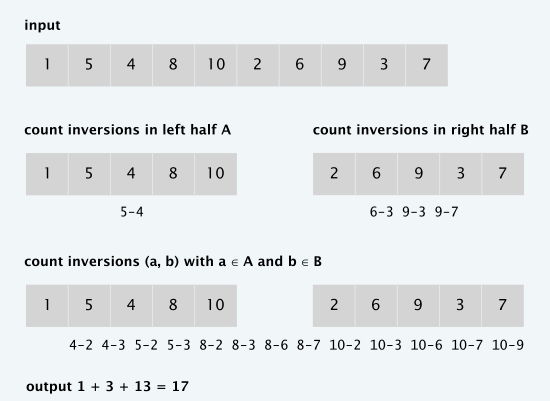 input
1 5 4 8 10 2 6 9 3 7
count inversions in left half A
count inversions in right half B
1 5 4 8 10
2 6 9 3 7
5-4
6-3 9-3 9-7
count inversions (a, b) with a ∈ A and b ∈ B
1 5 4 8 10
2 6 9 3 7
4-2 4-3 5-2 5-3 8-2 8-3 8-6 8-7 10-2 10-3 10-6 10-7 10-9
output 1 + 3 + 13 = 17